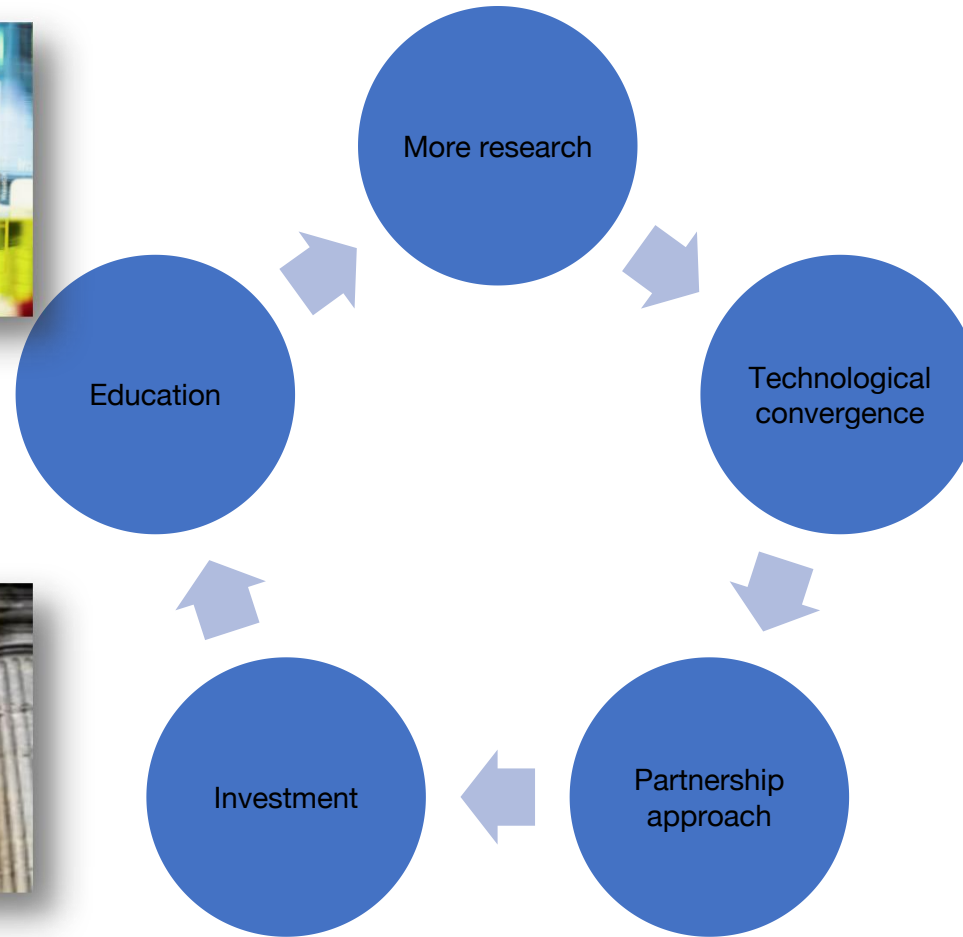 More research
Technological
convergence
Partnership
approach
Investment
Education